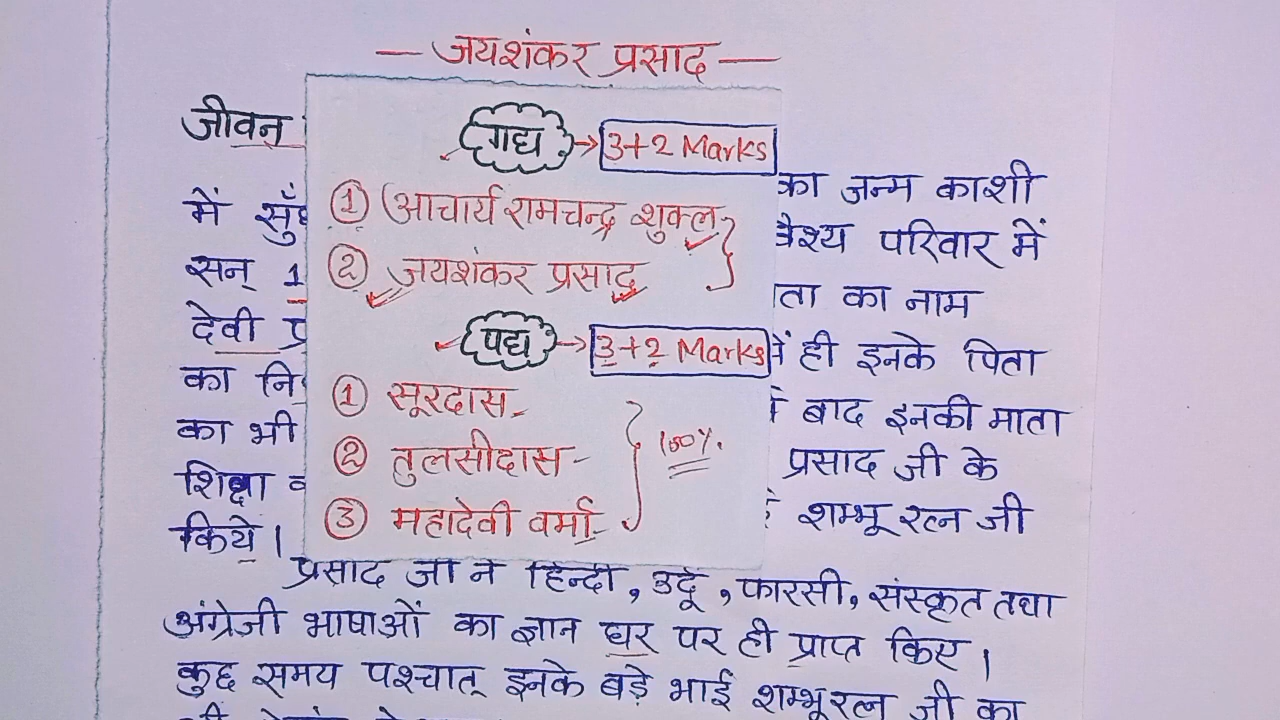 — जयशंकर प्रसाद —
जीवन
गद्य → 3+2 Marks
① (आचार्य रामचन्द्र शुक्ल
② जयशंकर प्रसाद
पद्य → 3+2 Marks
① सूरदास
② तुलसीदास -
③ महादेवी वर्मा
100%
का जन्म काशी
में वैश्य परिवार में
सन् 1 का नाम
देवी ही इनके पिता
का बाद इनकी माता
का भी प्रसाद जी के
शिक्षा शम्भू रत्न जी
किये।
प्रसाद जी ने हिन्दी, उर्दू, फारसी, संस्कृत तथा
अंग्रेजी भाषाओं का ज्ञान घर पर ही प्राप्त किए।
कुछ समय पश्चात् इनके बड़े भाई शम्भू रत्न जी का